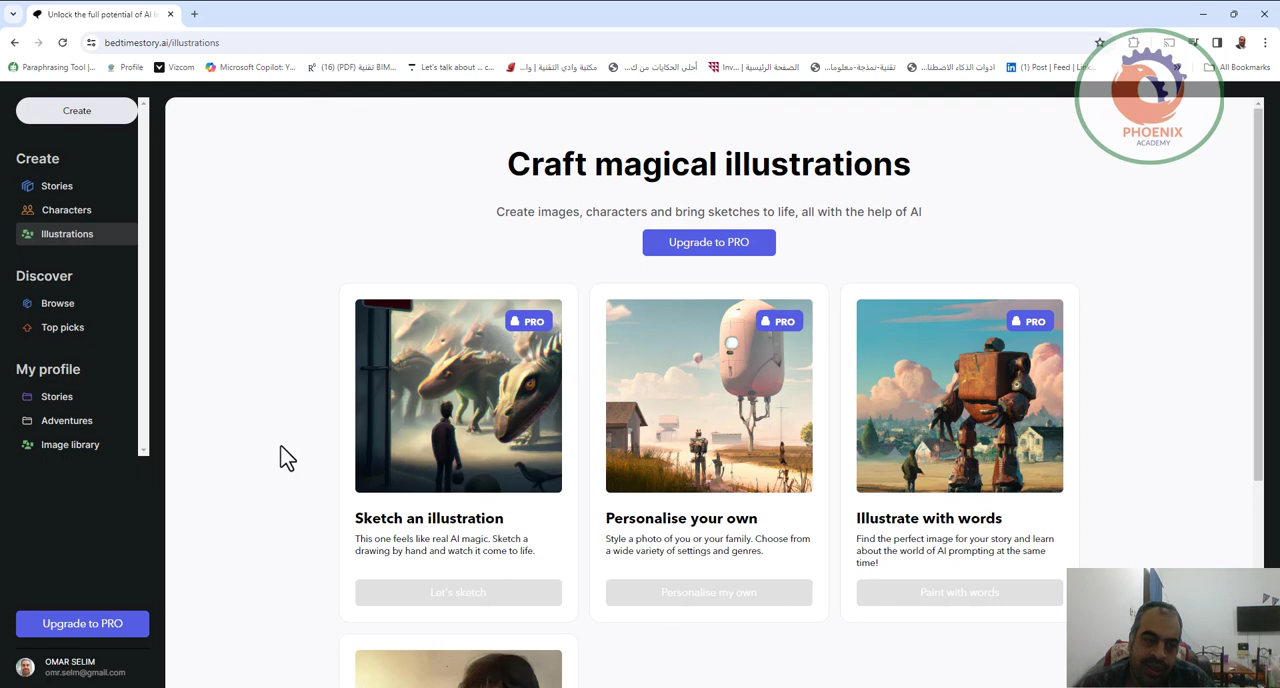 Unlock the full potential of AI b
bedtimestory.ai/illustrations
Paraphrasing Tool |...
Profile
Vizcom
Microsoft Copilot: Y...
(16) (PDF) تقنية BIM...
... – c...
مكتبة وادي التقنية | وا...
أحلى الحكايات من ك...
الصفحة الرئيسية | Inv...
تقنية-نمذجة-معلوما...
ادوات الذكاء الاصطنا...
(1) Post | Feed | Link...
All Bookmarks
PHOENIX
ACADEMY
Create
Create
Stories
Characters
Illustrations
Discover
Browse
Top picks
My profile
Stories
Adventures
Image library
Upgrade to PRO
OMAR SELIM
omr.selm@gmail.com
Craft magical illustrations
Create images, characters and bring sketches to life, all with the help of AI
Upgrade to PRO
PRO
PRO
PRO
Sketch an illustration
This one feels like real AI magic. Sketch a
drawing by hand and watch it come to life.
Let's sketch
Personalise your own
Style a photo of you or your family. Choose from
a wide variety of settings and genres.
Personalise my own
Illustrate with words
Find the perfect image for your story and learn
about the world of AI prompting at the same
time!
Paint with words